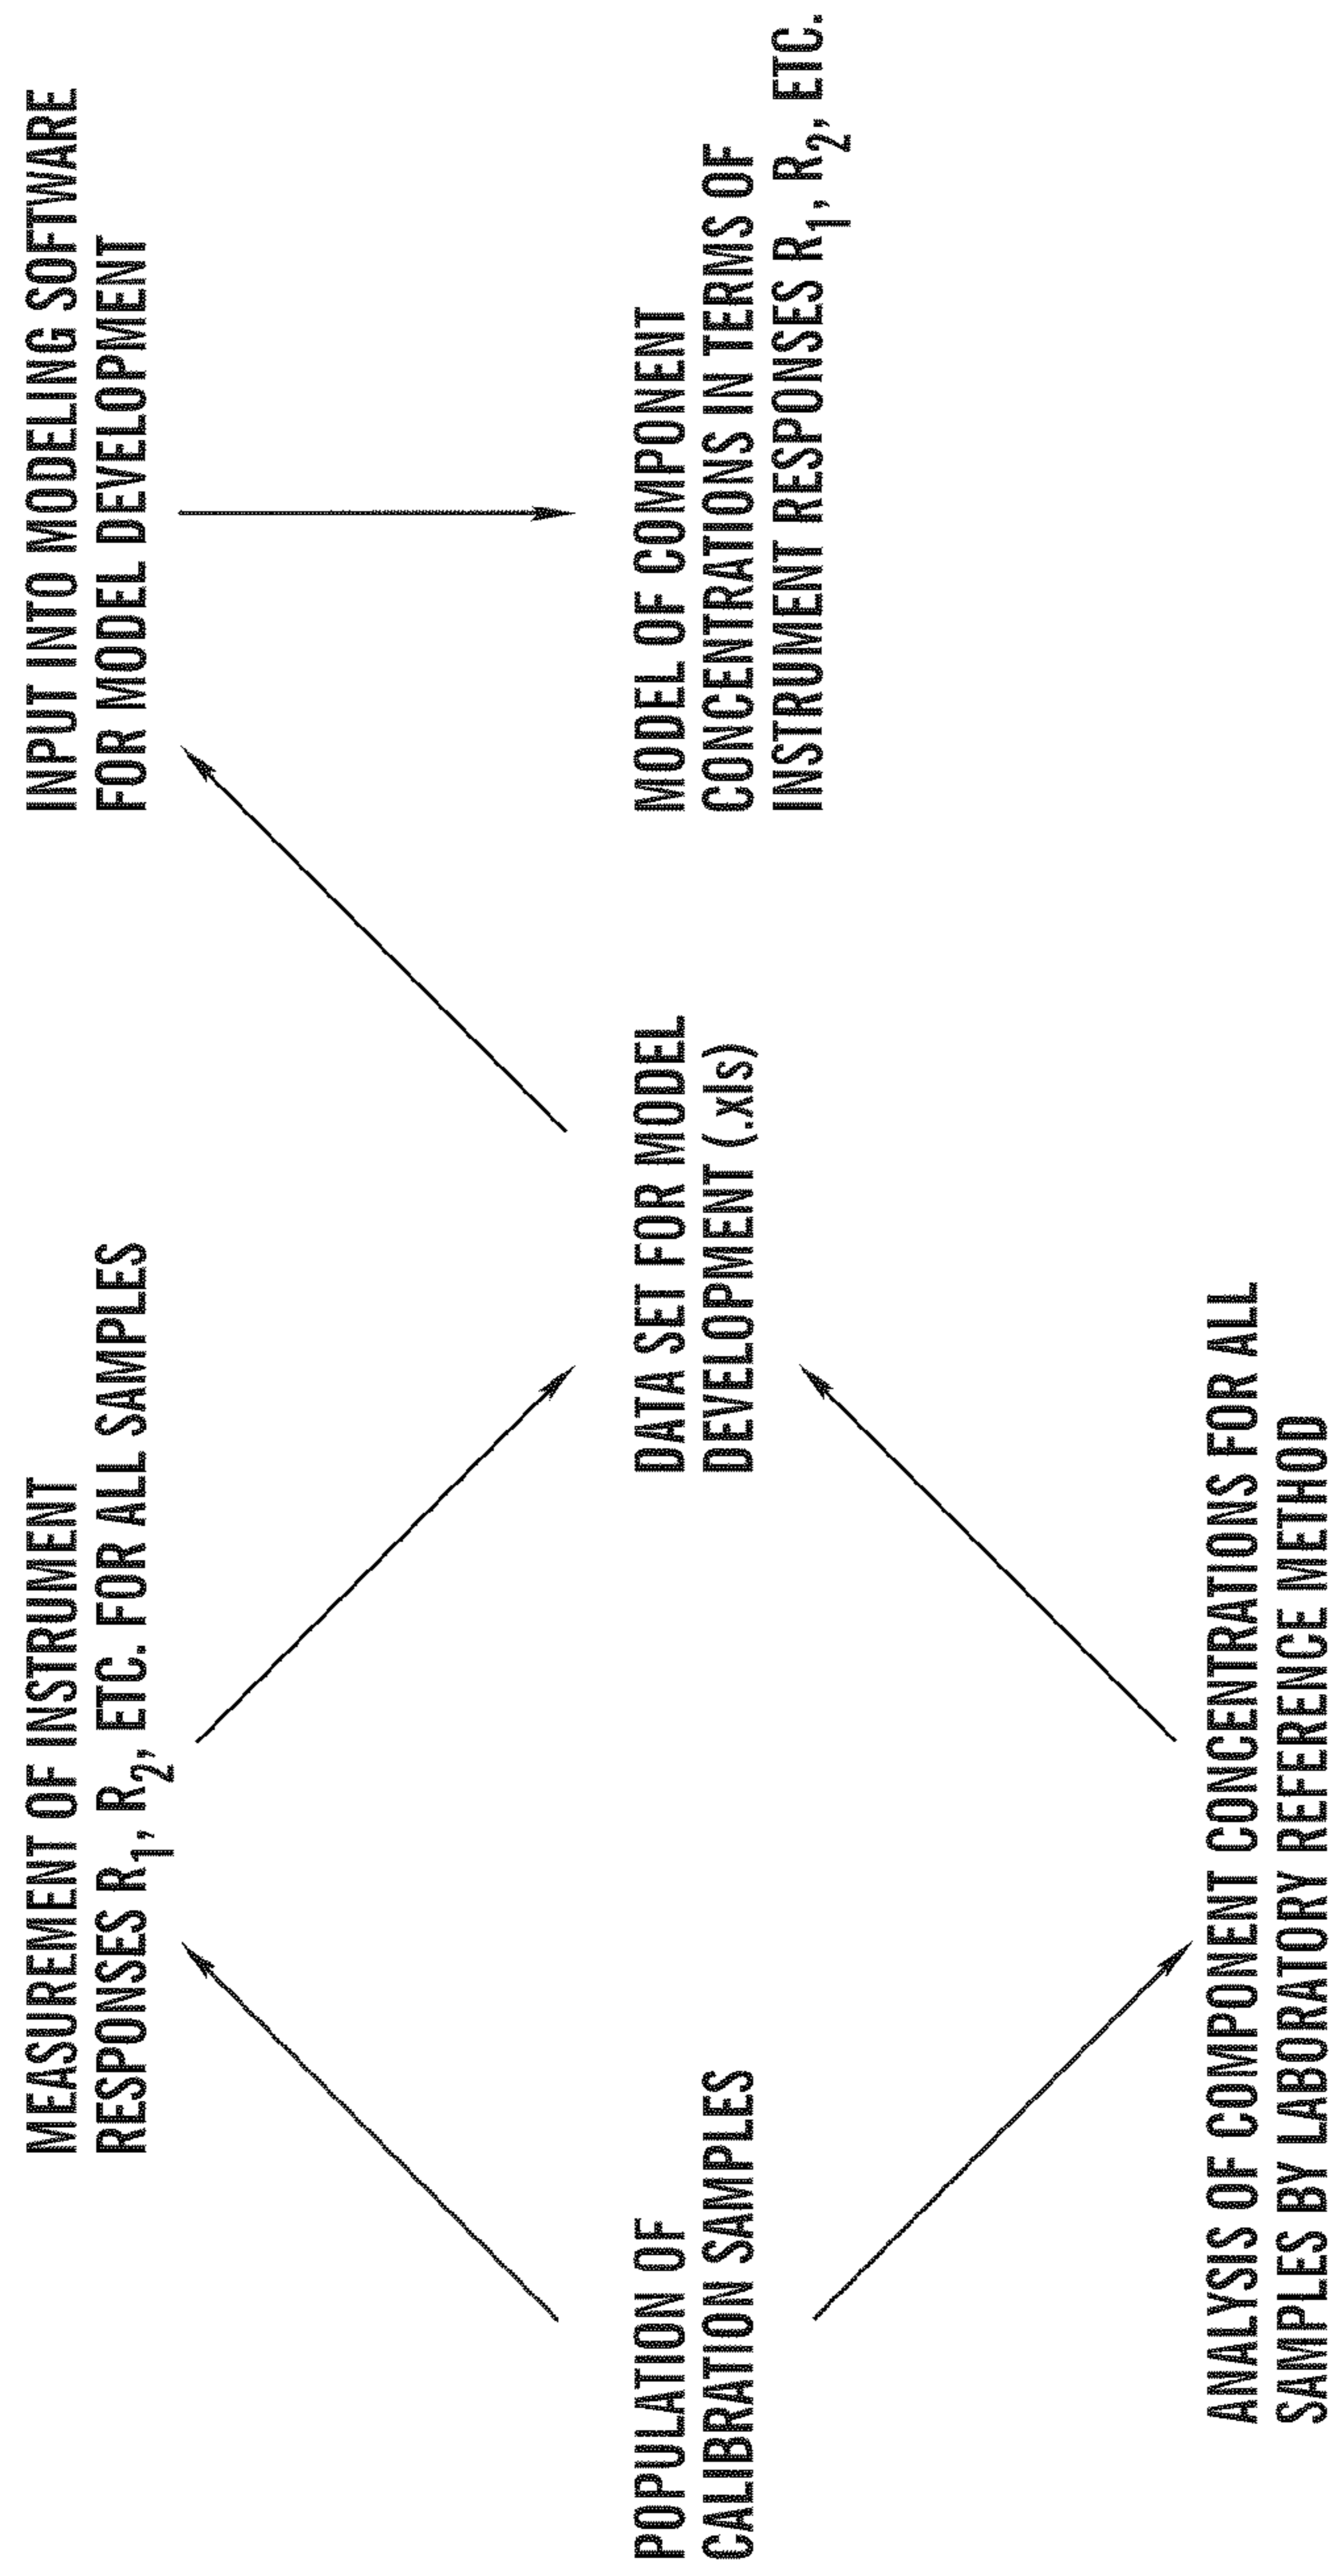 MEASUREMENT OF INSTRUMENT
RESPONSES R1, R2, ETC. FOR ALL SAMPLES
INPUT INTO MODELING SOFTWARE
FOR MODEL DEVELOPMENT
POPULATION OF
CALIBRATION SAMPLES
DATA SET FOR MODEL
DEVELOPMENT (.xls)
MODEL OF COMPONENT
CONCENTRATIONS IN TERMS OF
INSTRUMENT RESPONSES R1, R2, ETC.
ANALYSIS OF COMPONENT CONCENTRATIONS FOR ALL
SAMPLES BY LABORATORY REFERENCE METHOD